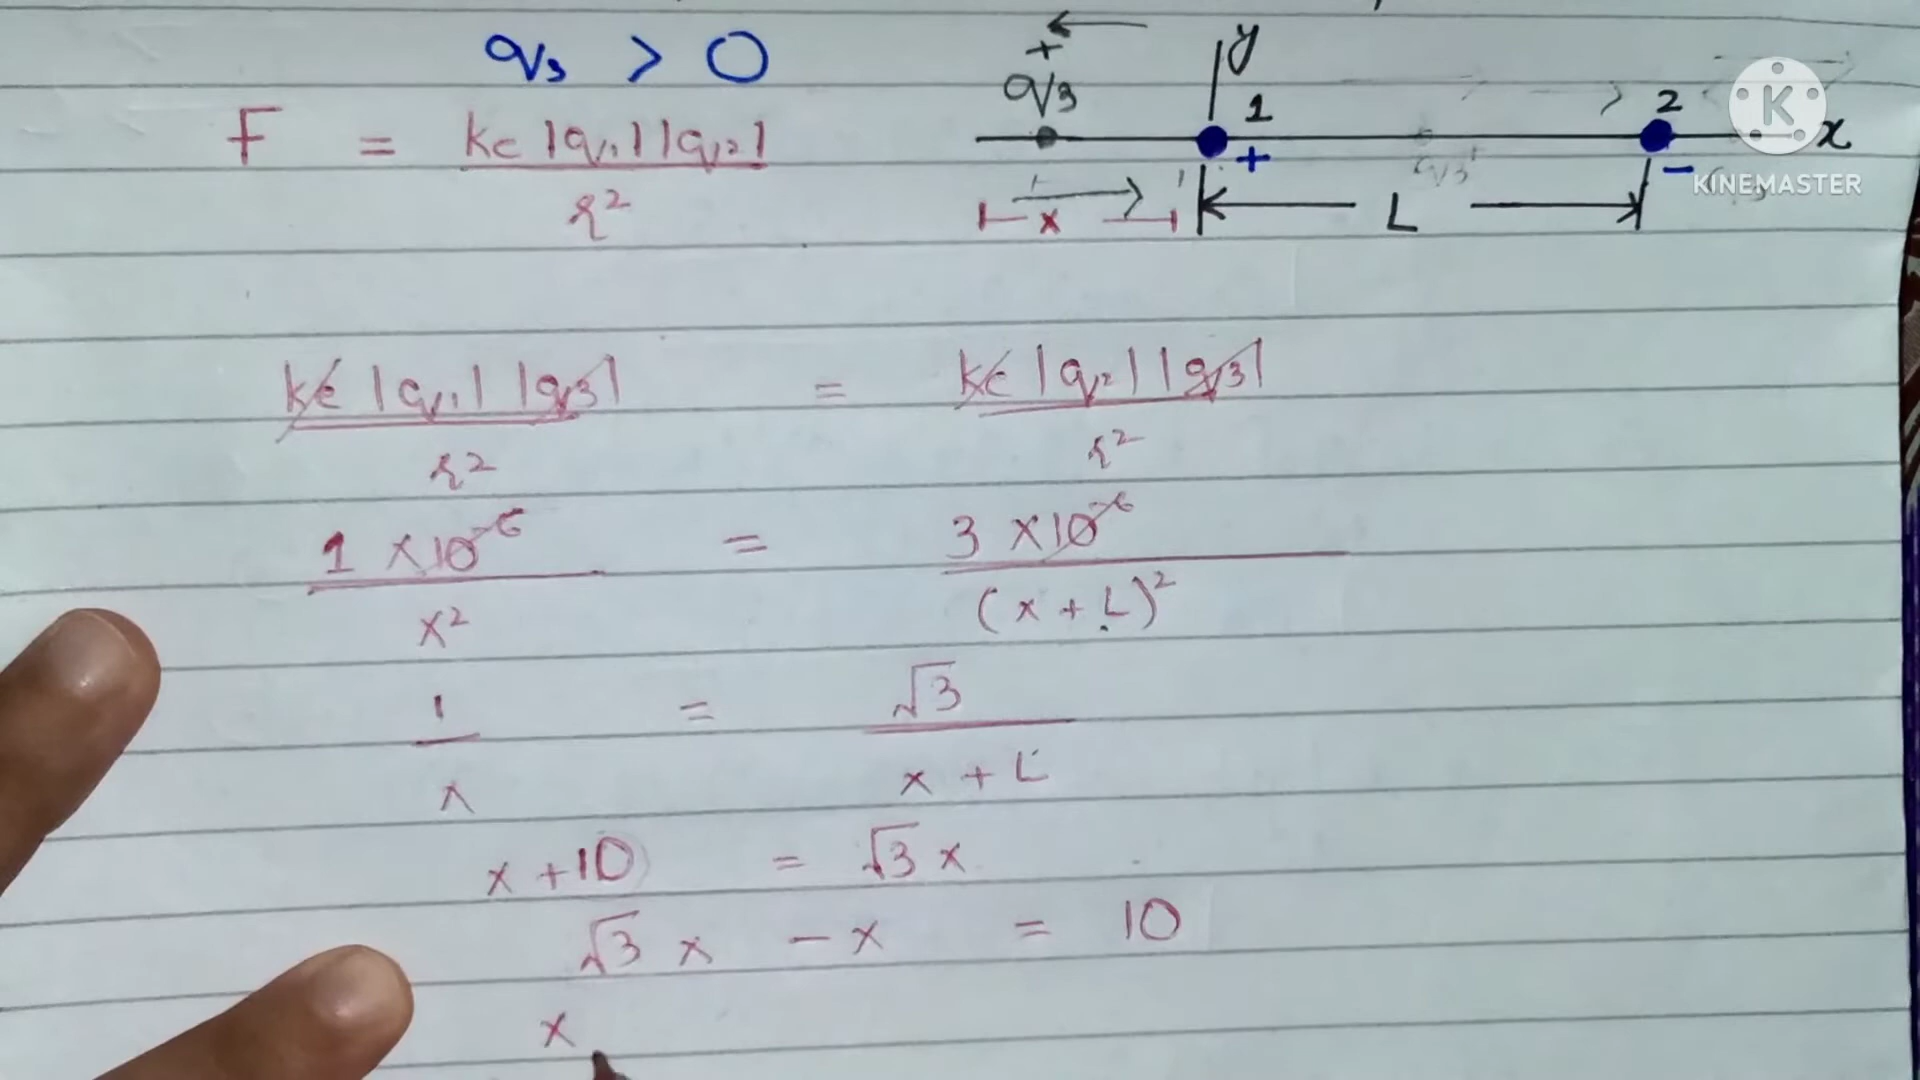 q₃ > 0
F = ke |q₁| |q₂| / r²
+ y
q₃ 1 2 x
+ −
x L
K
KINEMASTER
ke |q₁| |q₃| / r² = ke |q₂| |q₃| / r²
1 × 10⁻⁶ / x² = 3 × 10⁻⁶ / (x + L)²
1 / x = √3 / x + L
x + 10 = √3 x
√3 x − x = 10
x